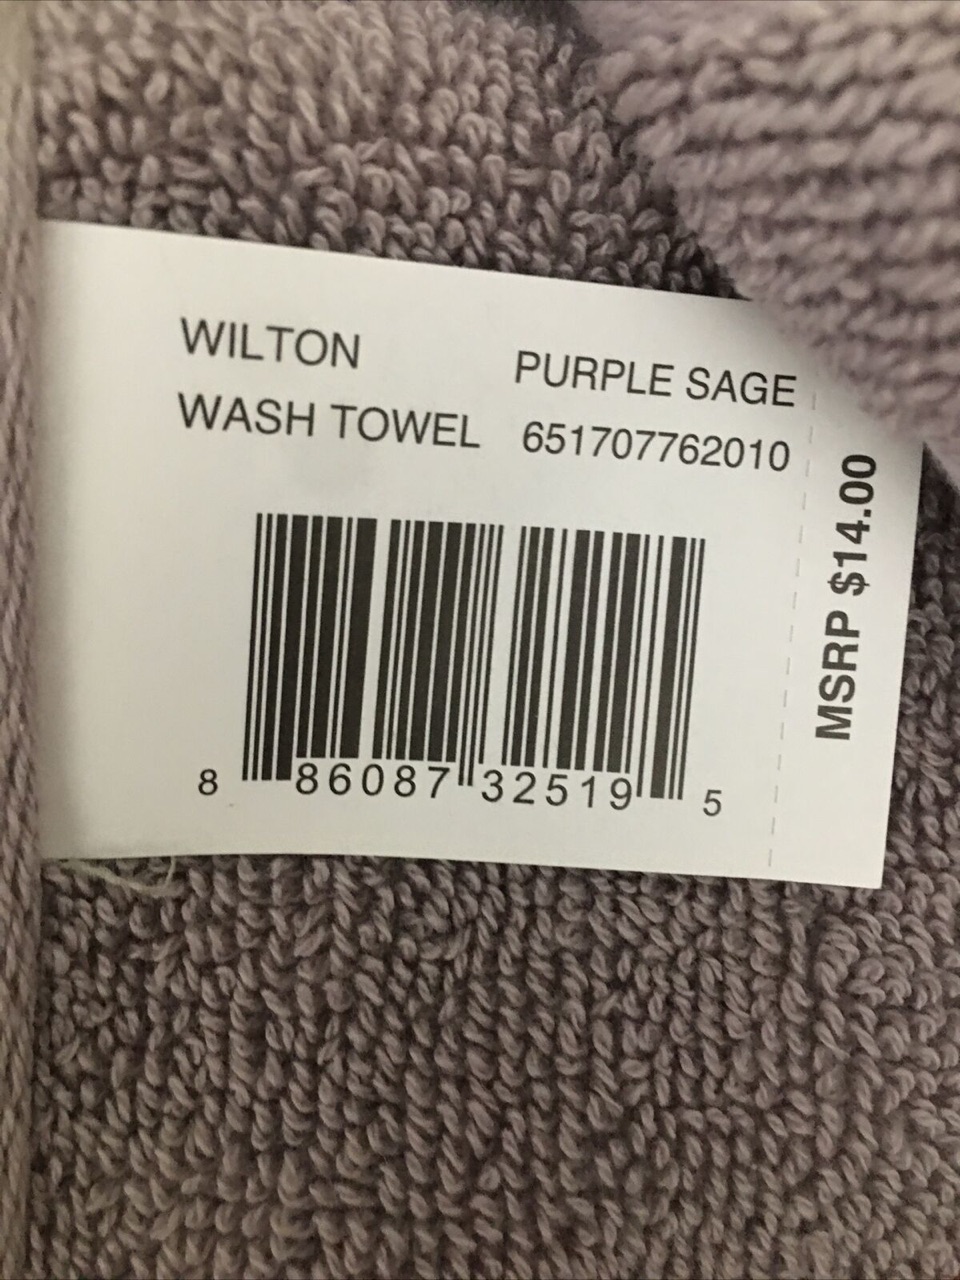 WILTON PURPLE SAGE
WASH TOWEL 651707762010
MSRP $14.00
8 86087 32519 5